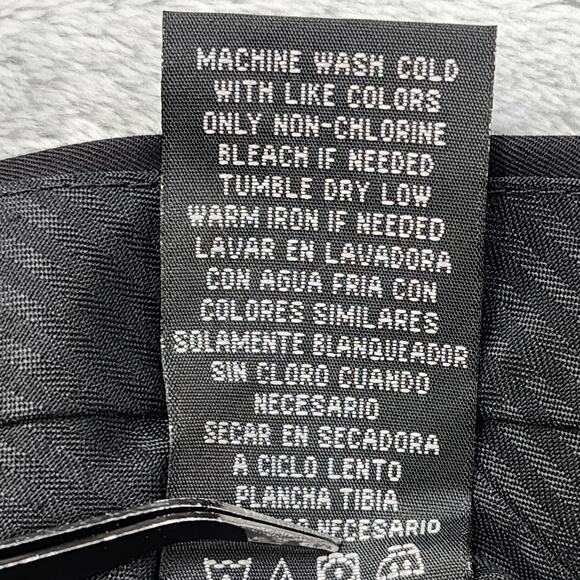 MACHINE WASH COLD
WITH LIKE COLORS
ONLY NON-CHLORINE
BLEACH IF NEEDED
TUMBLE DRY LOW
WARM IRON IF NEEDED
LAVAR EN LAVADORA
CON AGUA FRIA CON
COLORES SIMILARES
SOLAMENTE BLANQUEADOR
SIN CLORO CUANDO
NECESARIO
SECAR EN SECADORA
A CICLO LENTO
PLANCHA TIBIA
NECESARIO